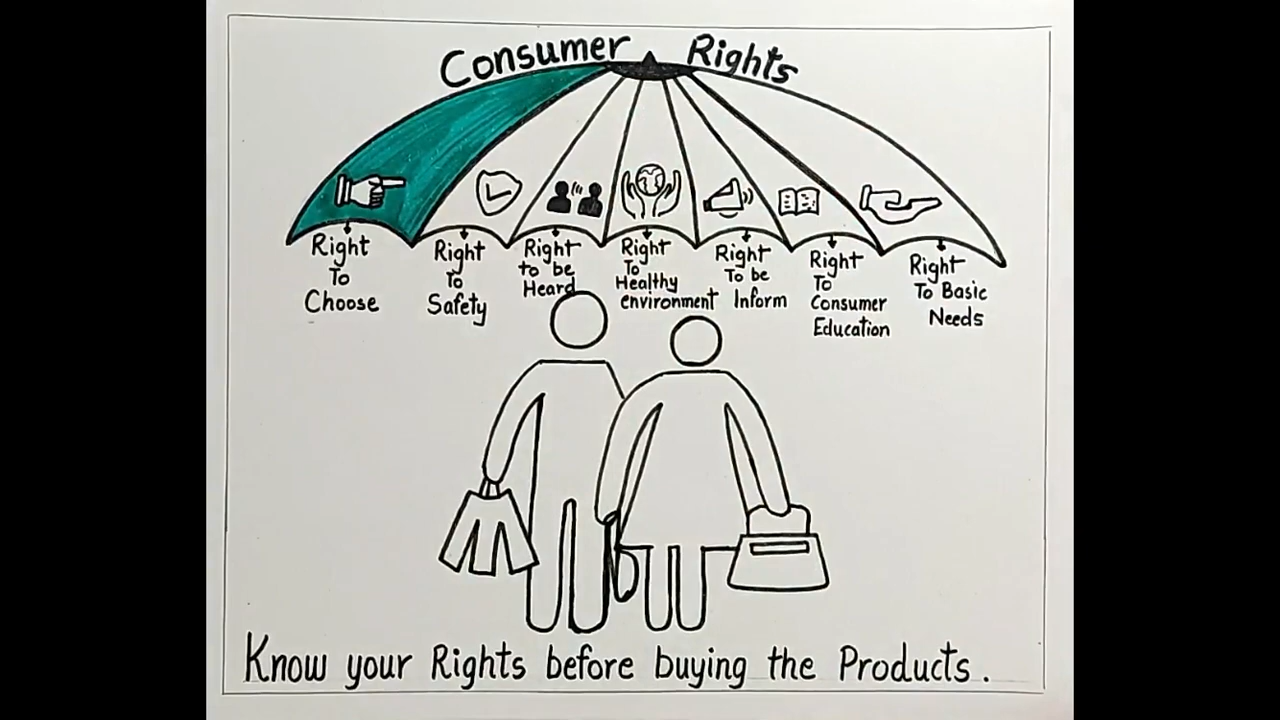 Consumer Rights
Right
To
Choose
Right
To
Safety
Right
to be
Heard
Right
To
Healthy
environment
Right
To be
Inform
Right
To
Consumer
Education
Right
To Basic
Needs
Know your Rights before buying the Products.